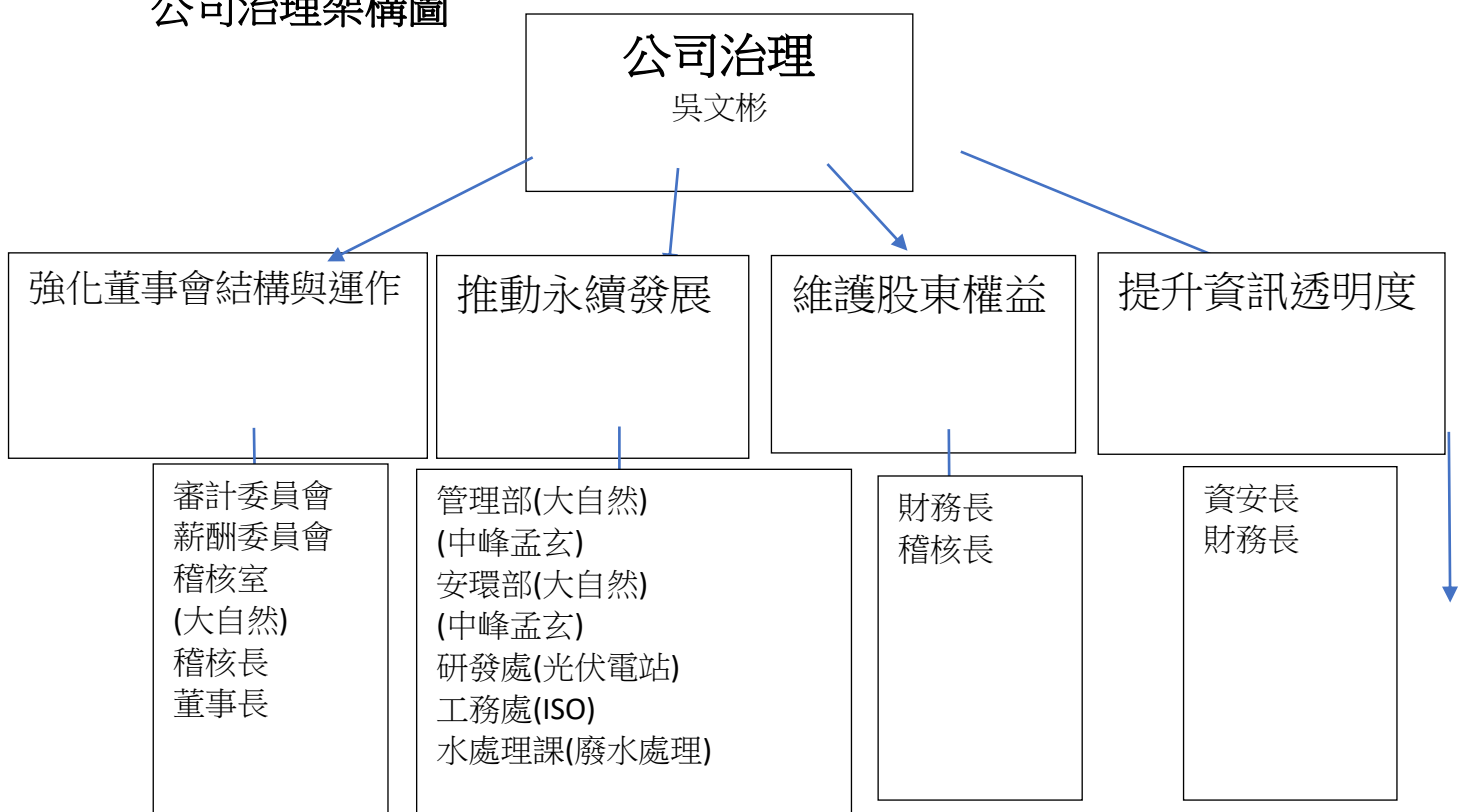 公司治理架構圖
公司治理
吳文彬
強化董事會結構與運作
推動永續發展
維護股東權益
提升資訊透明度
審計委員會
薪酬委員會
稽核室
(大自然)
稽核長
董事長
管理部(大自然)
(中峰孟玄)
安環部(大自然)
(中峰孟玄)
研發處(光伏電站)
工務處(ISO)
水處理課(廢水處理)
財務長
稽核長
資安長
財務長